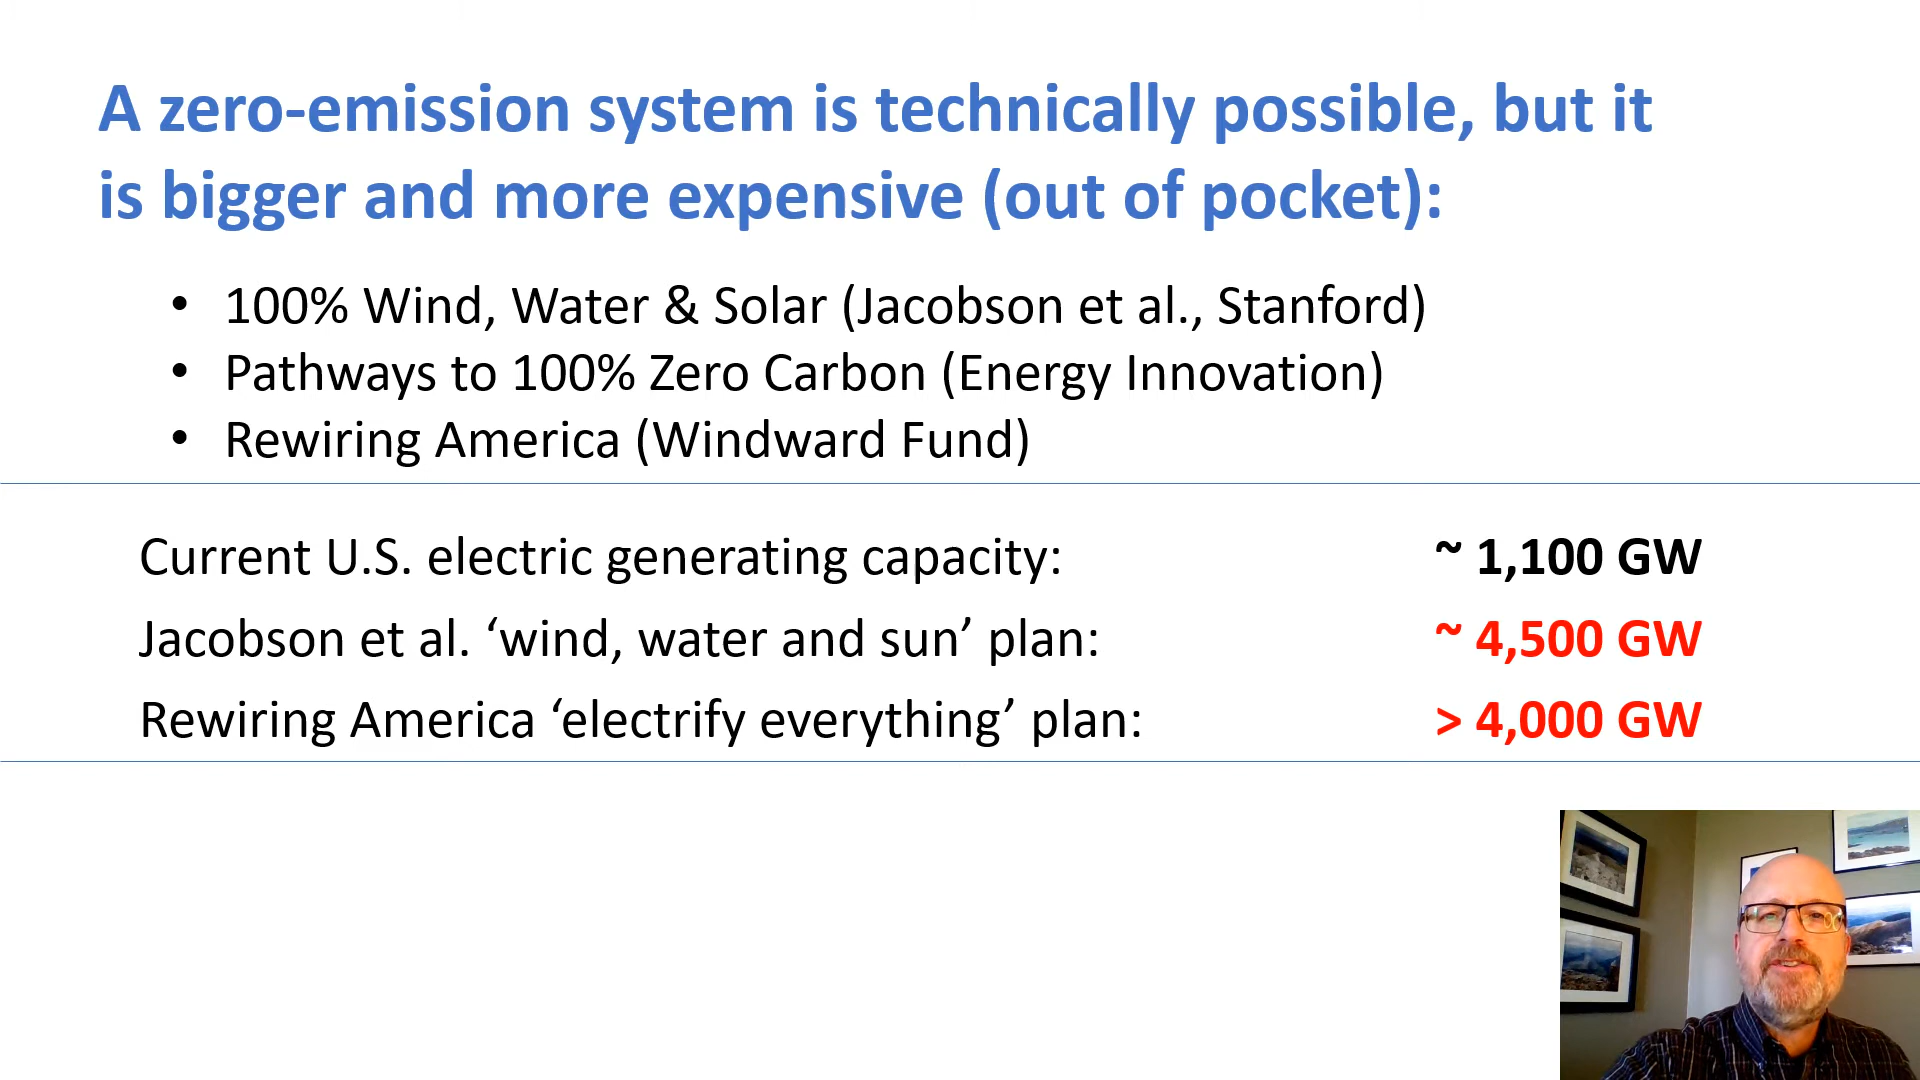 A zero-emission system is technically possible, but it
is bigger and more expensive (out of pocket):
• 100% Wind, Water & Solar (Jacobson et al., Stanford)
• Pathways to 100% Zero Carbon (Energy Innovation)
• Rewiring America (Windward Fund)
Current U.S. electric generating capacity: ~ 1,100 GW
Jacobson et al. ‘wind, water and sun’ plan: ~ 4,500 GW
Rewiring America ‘electrify everything’ plan: > 4,000 GW